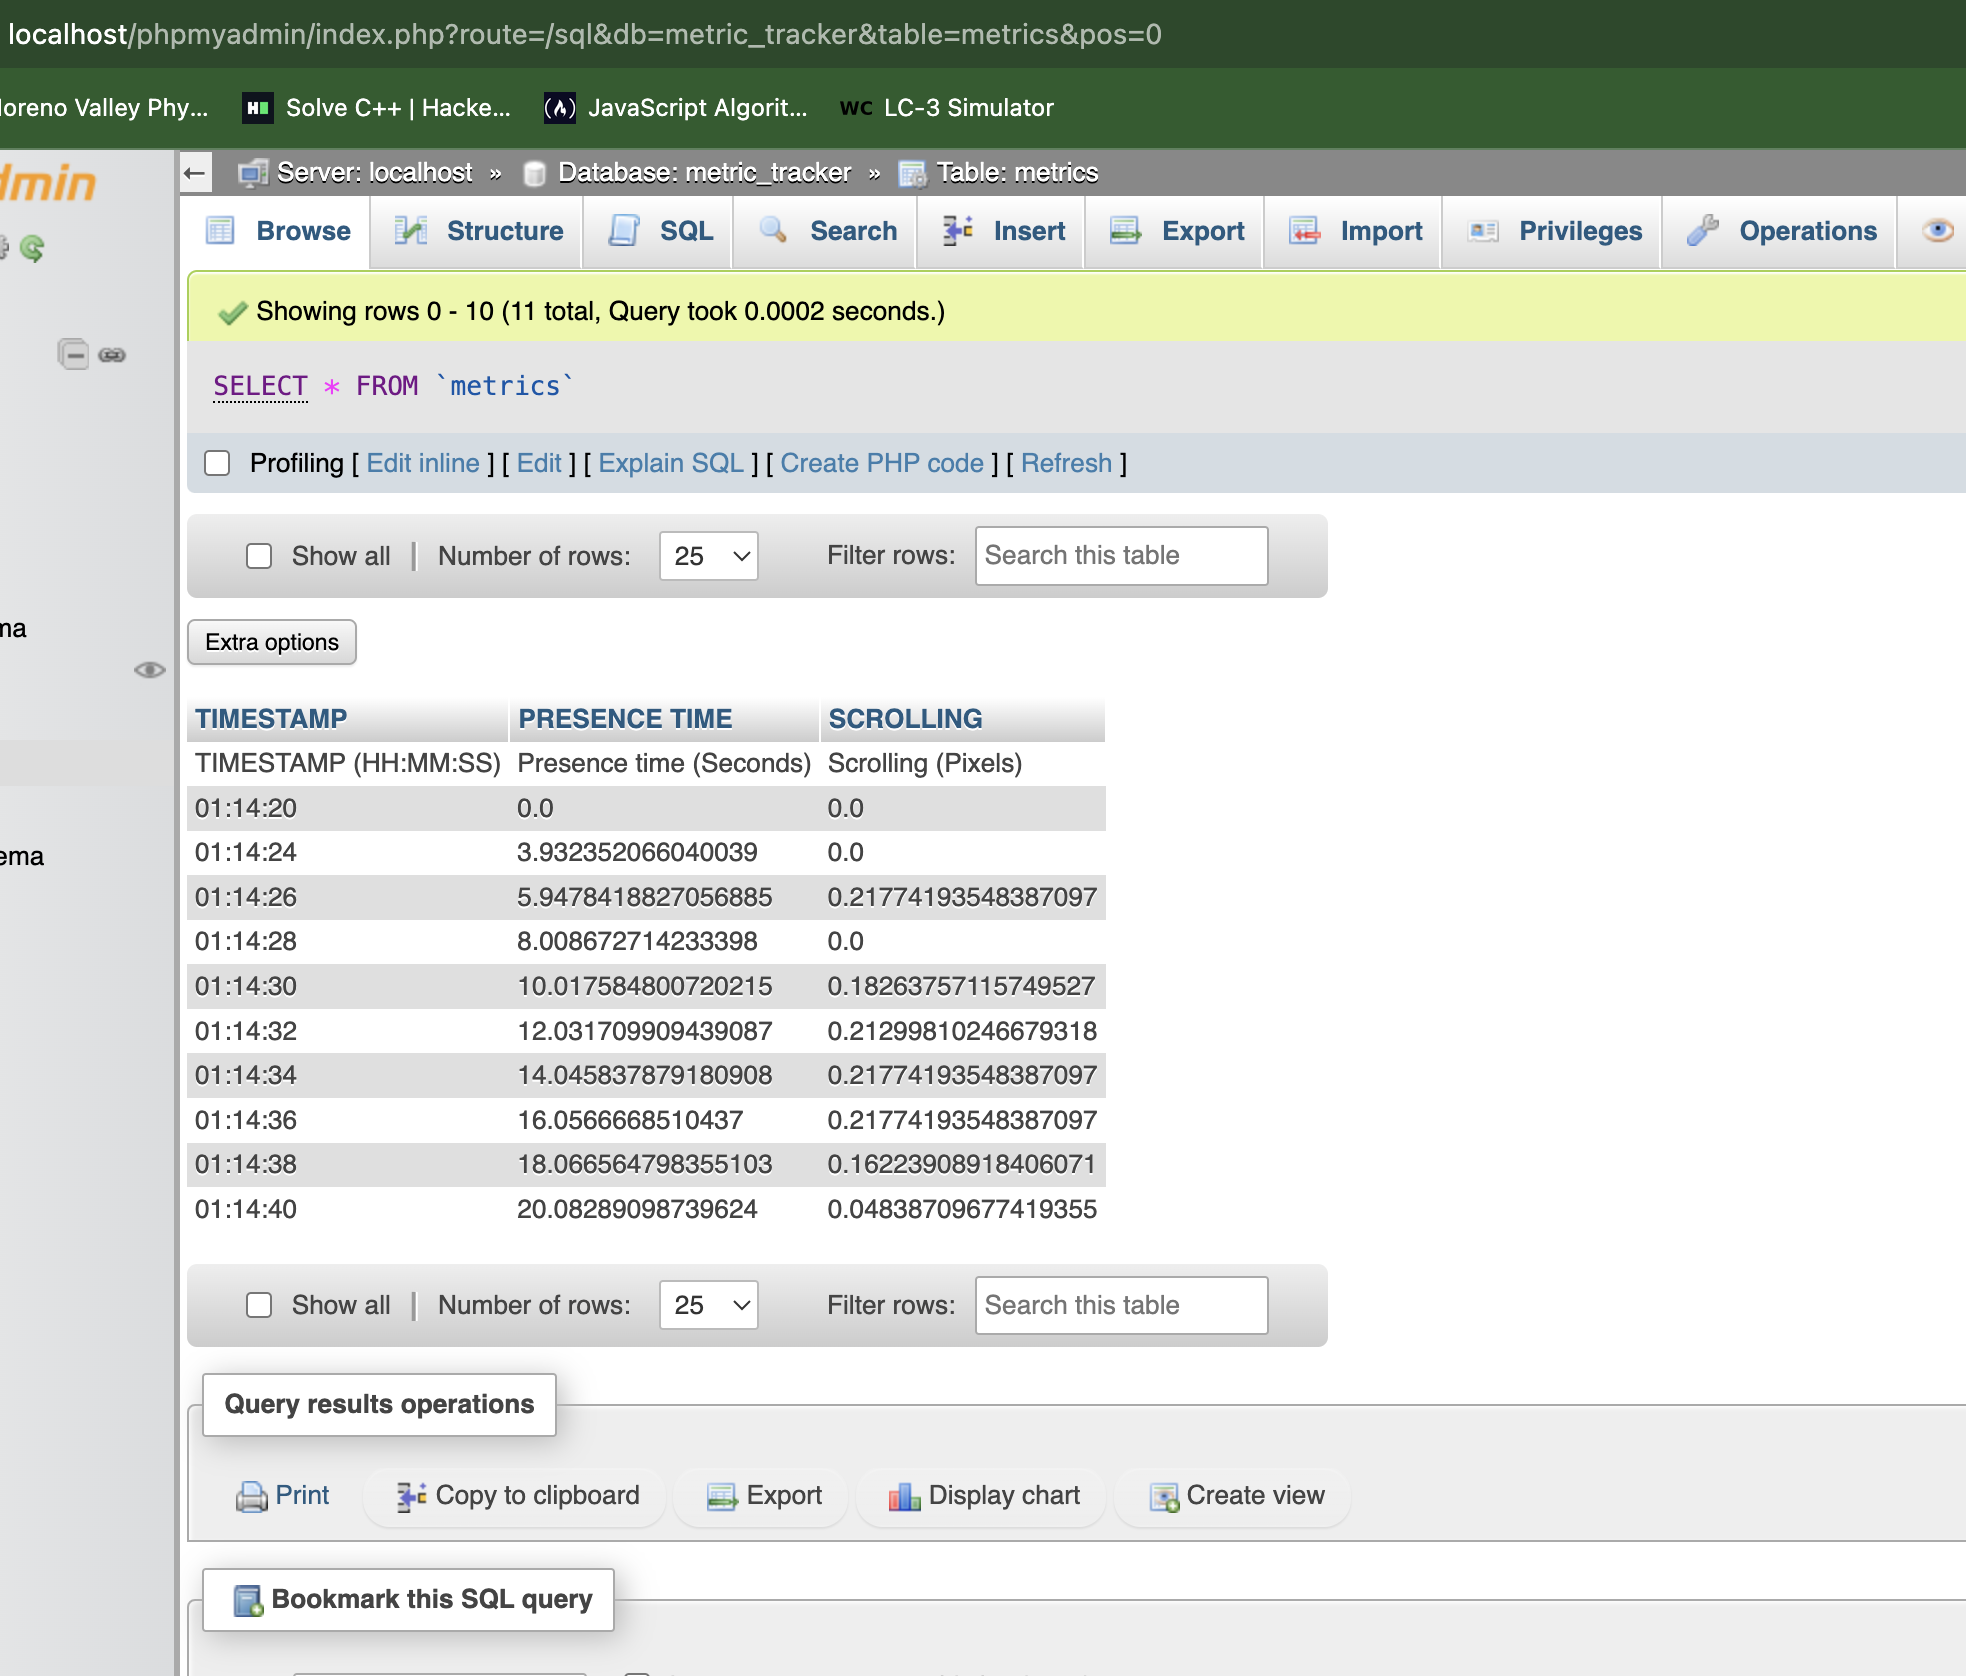 localhost/phpmyadmin/index.php?route=/sql&db=metric_tracker&table=metrics&pos=0
oreno Valley Phy... Solve C++ | Hacke... JavaScript Algorit... WC LC-3 Simulator
dmin
Server: localhost » Database: metric_tracker » Table: metrics
Browse Structure SQL Search Insert Export Import Privileges Operations
Showing rows 0 - 10 (11 total, Query took 0.0002 seconds.)
SELECT * FROM `metrics`
Profiling [ Edit inline ] [ Edit ] [ Explain SQL ] [ Create PHP code ] [ Refresh ]
Show all | Number of rows: 25 Filter rows: Search this table
ma
Extra options
TIMESTAMP PRESENCE TIME SCROLLING
TIMESTAMP (HH:MM:SS) Presence time (Seconds) Scrolling (Pixels)
01:14:20 0.0 0.0
01:14:24 3.932352066040039 0.0
ema
01:14:26 5.9478418827056885 0.21774193548387097
01:14:28 8.008672714233398 0.0
01:14:30 10.017584800720215 0.18263757115749527
01:14:32 12.031709909439087 0.21299810246679318
01:14:34 14.045837879180908 0.21774193548387097
01:14:36 16.0566668510437 0.21774193548387097
01:14:38 18.066564798355103 0.16223908918406071
01:14:40 20.08289098739624 0.04838709677419355
Show all | Number of rows: 25 Filter rows: Search this table
Query results operations
Print Copy to clipboard Export Display chart Create view
Bookmark this SQL query